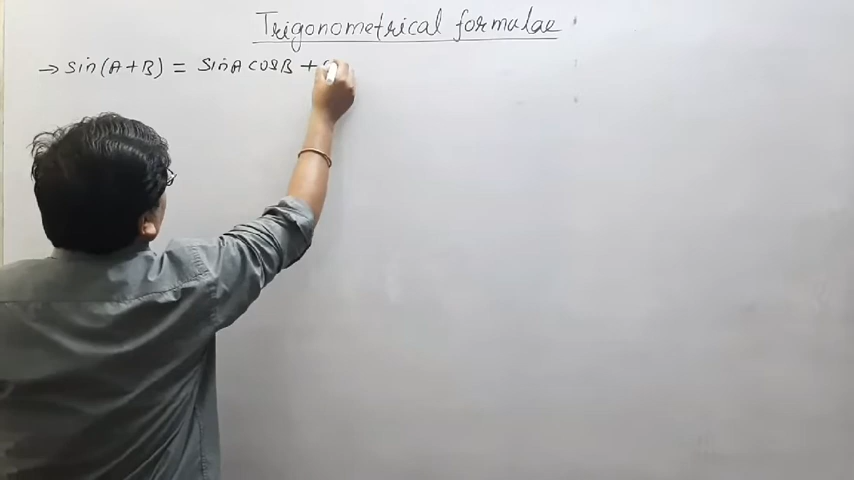 Trigonometrical formulae
→ sin(A+B) = sinA cosB +